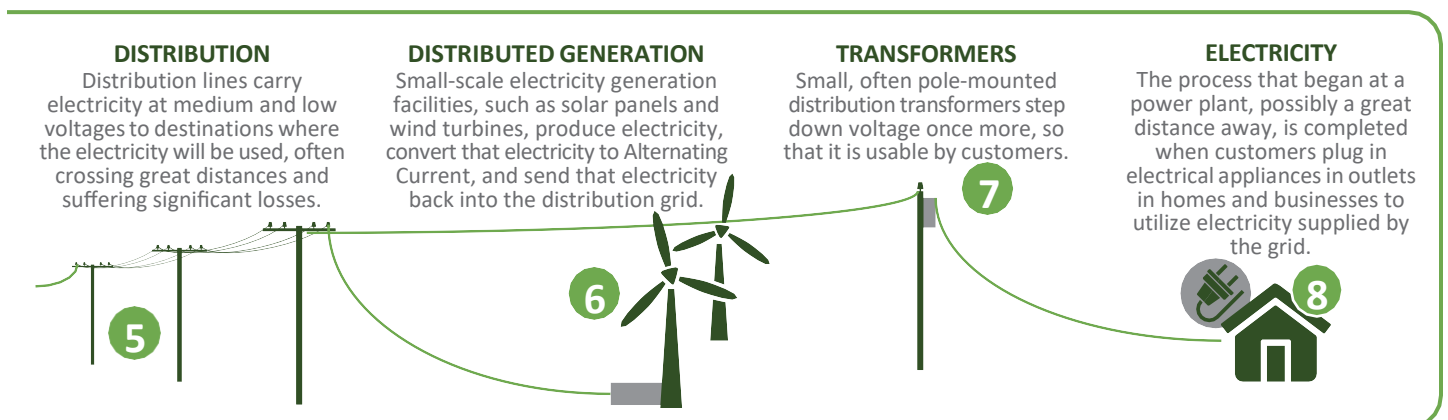 DISTRIBUTION
Distribution lines carry
electricity at medium and low
voltages to destinations where
the electricity will be used, often
crossing great distances and
suffering significant losses.
5
DISTRIBUTED GENERATION
Small-scale electricity generation
facilities, such as solar panels and
wind turbines, produce electricity,
convert that electricity to Alternating
Current, and send that electricity
back into the distribution grid.
6
TRANSFORMERS
Small, often pole-mounted
distribution transformers step
down voltage once more, so
that it is usable by customers.
7
ELECTRICITY
The process that began at a
power plant, possibly a great
distance away, is completed
when customers plug in
electrical appliances in outlets
in homes and businesses to
utilize electricity supplied by
the grid.
8